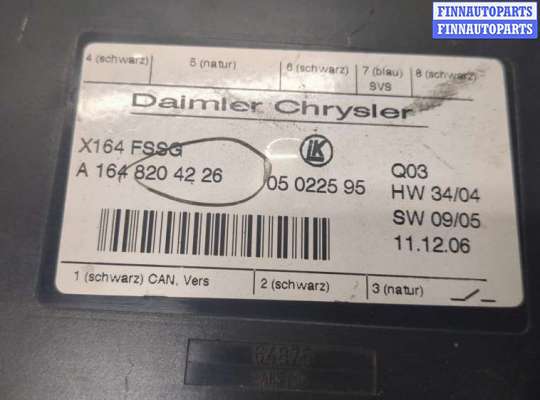 FINNAUTOPARTS
FINNAUTOPARTS
4 (schwarz) 5 (natur) 6 (schwarz) 7 (blau) 8 (schwarz)
SVS
Daimler Chrysler
X164 FSSG
LK
A 164 820 42 26 05 0225 95
Q03
HW 34/04
SW 09/05
11.12.06
1 (schwarz) CAN, Vers 2 (schwarz) 3 (natur)